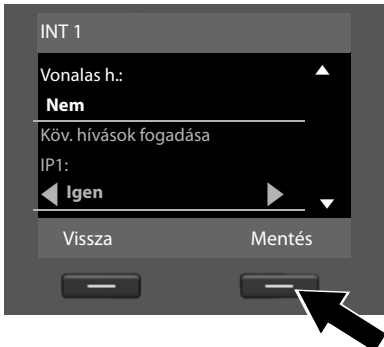 INT 1
Vonalas h.:
Nem
Köv. hívások fogadása
IP1:
Igen
Vissza Mentés